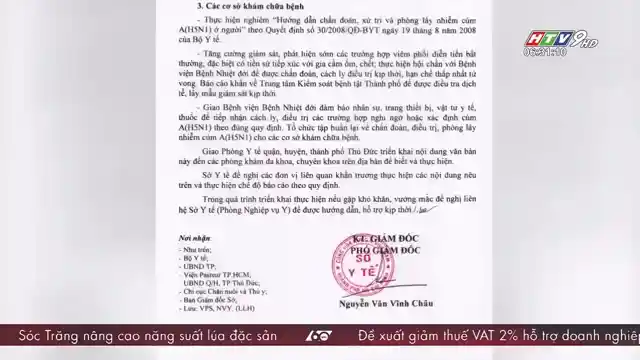 3. Các cơ sở khám chữa bệnh
- Thực hiện nghiêm "Hướng dẫn chẩn đoán, xử trí và phòng lây nhiễm cúm
A(H5N1) ở người" theo Quyết định số 30/2008/QĐ-BYT ngày 19 tháng 8 năm 2008
của Bộ Y tế.
- Tăng cường giám sát, phát hiện sớm các trường hợp viêm phổi diễn tiến bất
thường, đặc biệt có tiền sử tiếp xúc với gia cầm ốm, chết; thực hiện hội chẩn với Bệnh
viện Bệnh Nhiệt đới để được chẩn đoán, cách ly điều trị kịp thời, hạn chế thấp nhất tử
vong. Báo cáo khẩn về Trung tâm Kiểm soát bệnh tật Thành phố để được điều tra dịch
tễ, lấy mẫu giám sát kịp thời.
- Giao Bệnh viện Bệnh Nhiệt đới đảm bảo nhân sự, trang thiết bị, vật tư y tế,
thuốc để tiếp nhận cách ly, điều trị các trường hợp nghi ngờ hoặc xác định cúm
A(H5N1) theo đúng quy định. Tổ chức tập huấn lại về chẩn đoán, điều trị, phòng lây
nhiễm cúm A(H5N1) cho các cơ sở khám chữa bệnh.
Giao Phòng Y tế quận, huyện, thành phố Thủ Đức triển khai nội dung văn bản
này đến các phòng khám đa khoa, chuyên khoa trên địa bàn để biết và thực hiện.
Sở Y tế đề nghị các đơn vị liên quan khẩn trương thực hiện các nội dung nêu
trên và thực hiện chế độ báo cáo theo quy định.
Trong quá trình triển khai thực hiện nếu gặp khó khăn, vướng mắc đề nghị liên
hệ Sở Y tế (Phòng Nghiệp vụ Y) để được hướng dẫn, hỗ trợ kịp thời./.
Nơi nhận:
- Như trên;
- Bộ Y tế;
- UBND TP;
- Viện Pasteur TP.HCM;
UBND Q/H, TP Thủ Đức;
- Chi cục Chăn nuôi và Thú y;
- Ban Giám đốc Sở;
- Lưu: VPS, NVY. (LLH)
KT. GIÁM ĐỐC
PHÓ GIÁM ĐỐC
SỞ
Y TẾ
Nguyễn Văn Vĩnh Châu
HTV9 HD
05:31:10
Sóc Trăng nâng cao năng suất lúa đặc sản
60
Đề xuất giảm thuế VAT 2% hỗ trợ doanh nghiệp